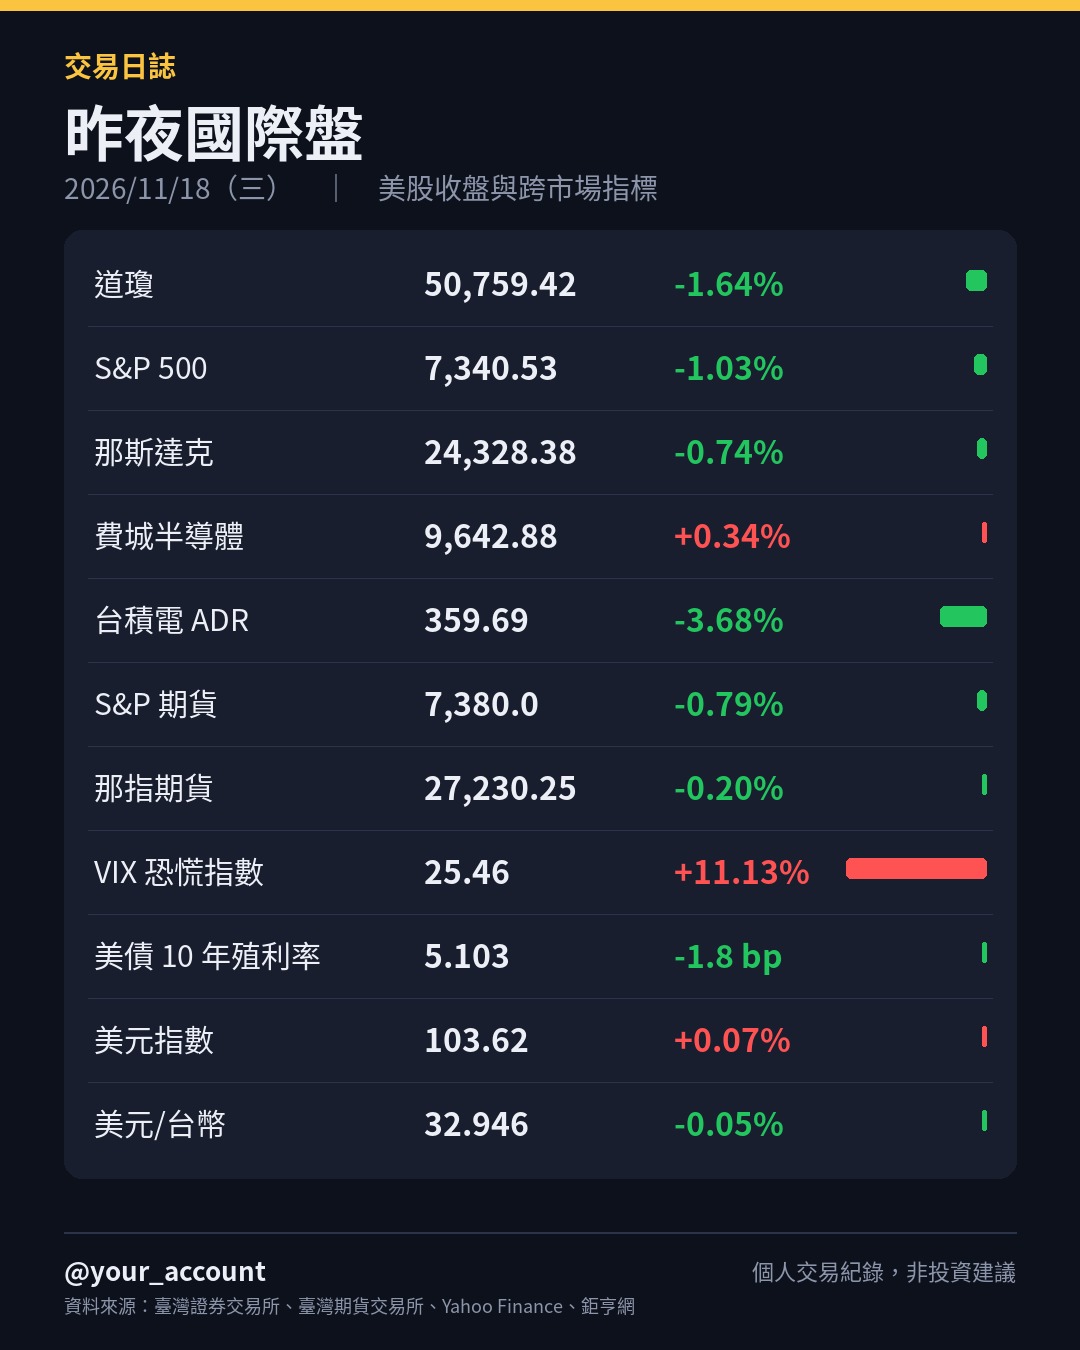 交易日誌
昨夜國際盤
2026/11/18（三） ｜ 美股收盤與跨市場指標
道瓊 50,759.42 -1.64%
S&P 500 7,340.53 -1.03%
那斯達克 24,328.38 -0.74%
費城半導體 9,642.88 +0.34%
台積電 ADR 359.69 -3.68%
S&P 期貨 7,380.0 -0.79%
那指期貨 27,230.25 -0.20%
VIX 恐慌指數 25.46 +11.13%
美債 10 年殖利率 5.103 -1.8 bp
美元指數 103.62 +0.07%
美元/台幣 32.946 -0.05%
@your_account 個人交易紀錄，非投資建議
資料來源：臺灣證券交易所、臺灣期貨交易所、Yahoo Finance、鉅亨網